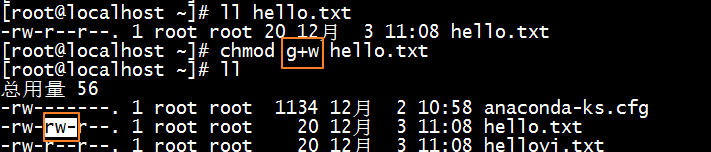 [root@localhost ~]# ll hello.txt
-rw-r--r--. 1 root root 20 12月  3 11:08 hello.txt
[root@localhost ~]# chmod g+w hello.txt
[root@localhost ~]# ll
总用量 56
-rw-------. 1 root root  1134 12月  2 10:58 anaconda-ks.cfg
-rw-rw-r--. 1 root root    20 12月  3 11:08 hello.txt
-rw-r--r--. 1 root root    20 12月  3 11:08 helloyi.txt